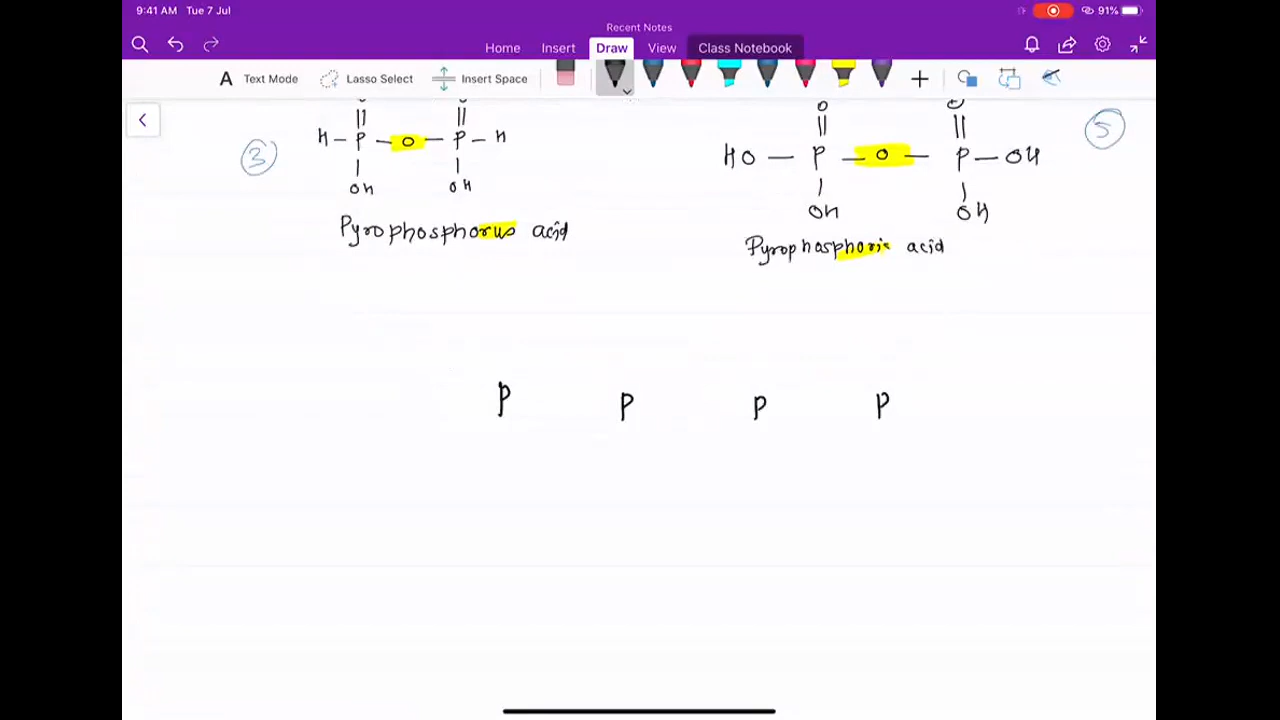 9:41 AM Tue 7 Jul
91%
Recent Notes
Home Insert Draw View Class Notebook
A Text Mode Lasso Select Insert Space
O O
H – P – O – P – H
OH OH
3
Pyrophosphorus acid
O O
HO – P – O – P – OH
OH OH
5
Pyrophosphoric acid
P P P P